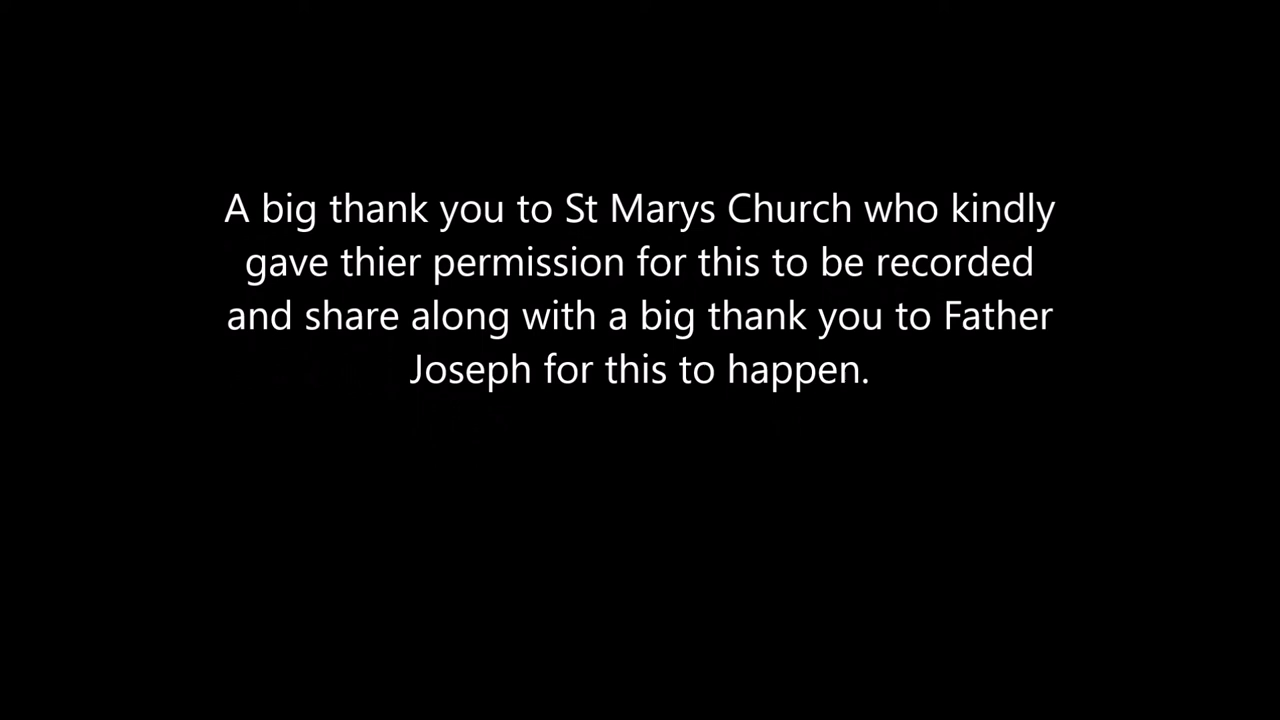 A big thank you to St Marys Church who kindly
gave thier permission for this to be recorded
and share along with a big thank you to Father
Joseph for this to happen.